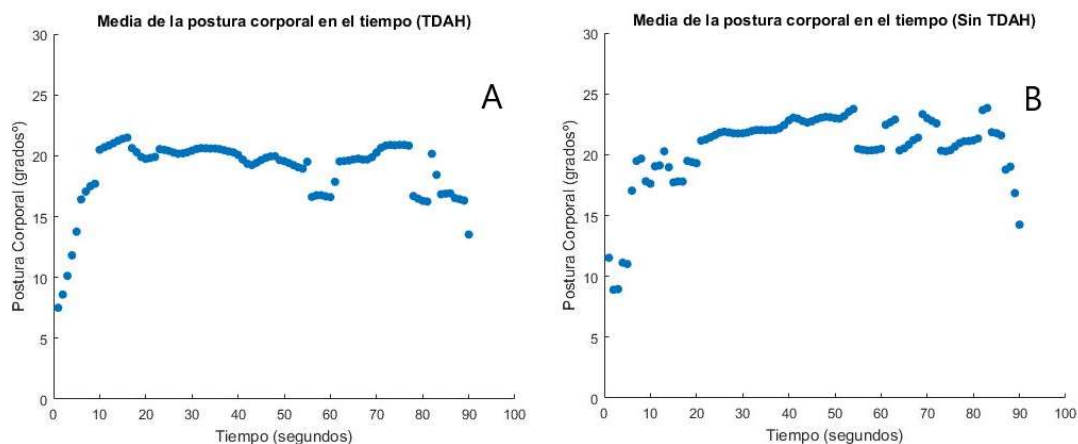 Media de la postura corporal en el tiempo (TDAH)
30
25
20
15
10
5
0
Postura Corporal (gradosº)
A
0 10 20 30 40 50 60 70 80 90 100
Tiempo (segundos)
Media de la postura corporal en el tiempo (Sin TDAH)
30
25
20
15
10
5
0
Postura Corporal (gradosº)
B
0 10 20 30 40 50 60 70 80 90 100
Tiempo (segundos)